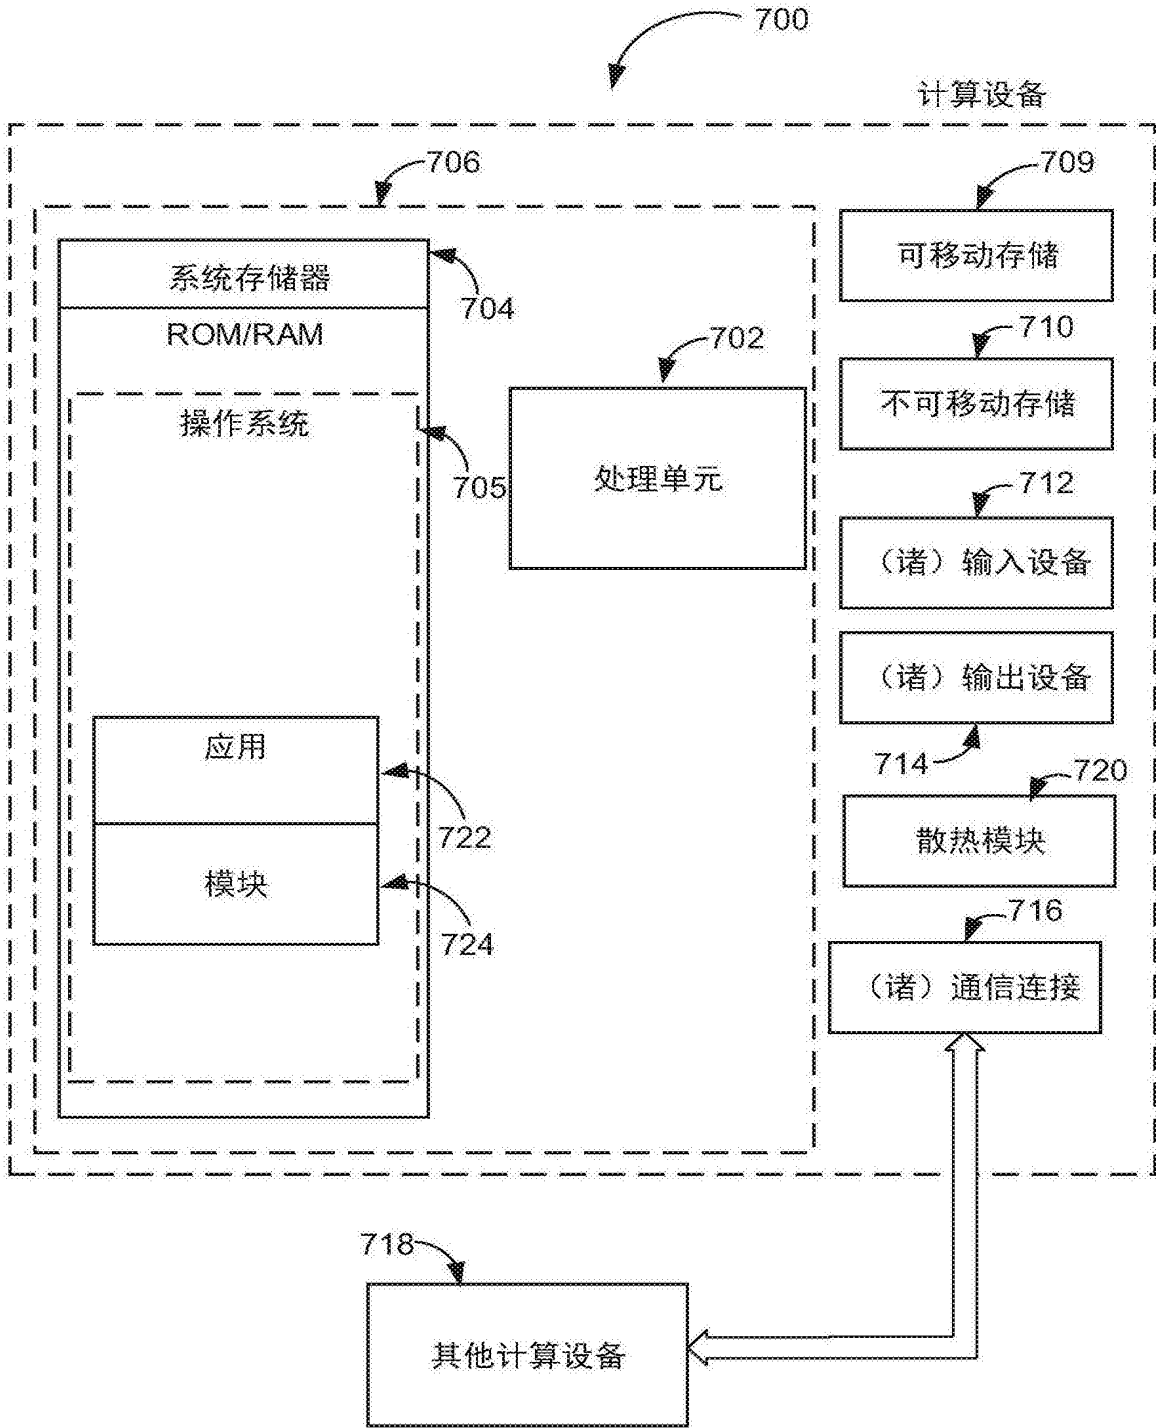 700
计算设备
706
709
系统存储器
可移动存储
704
ROM/RAM
710
702
操作系统
不可移动存储
705
处理单元
712
（诸）输入设备
（诸）输出设备
应用
714
720
722
散热模块
模块
716
724
（诸）通信连接
718
其他计算设备